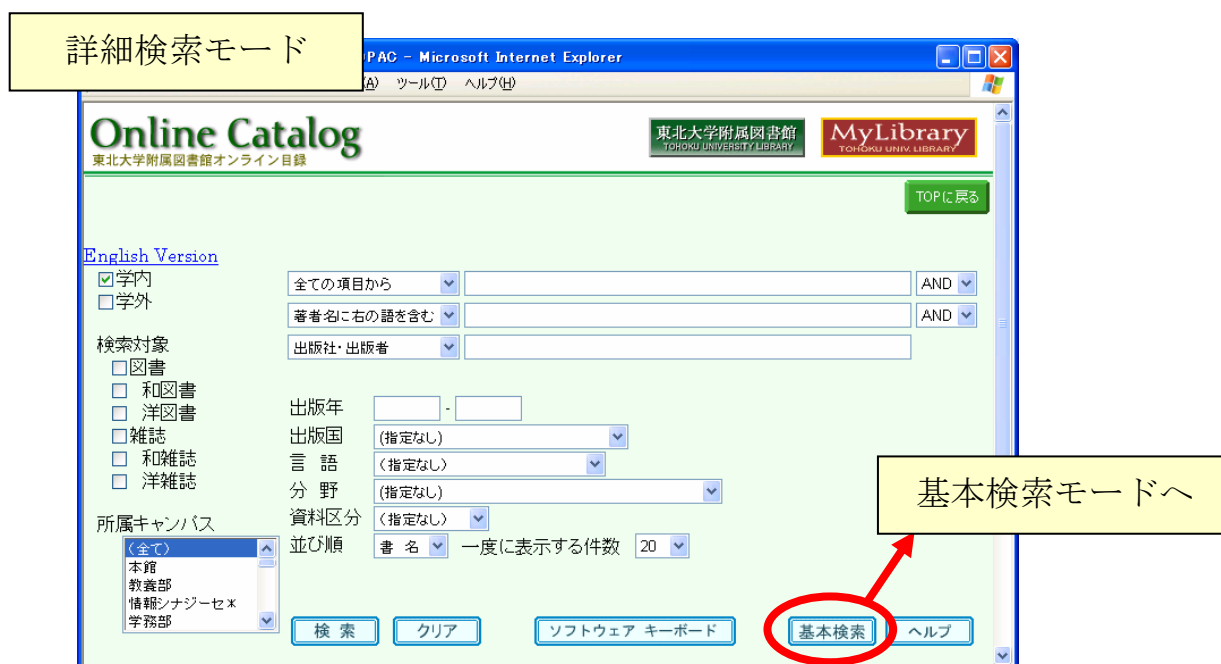 詳細検索モード
OPAC - Microsoft Internet Explorer
(A) ツール(T) ヘルプ(H)
Online Catalog
東北大学附属図書館オンライン目録
東北大学附属図書館
TOHOKU UNIVERSITY LIBRARY
MyLibrary
TOHOKU UNIV. LIBRARY
TOPに戻る
English Version
学内
学外
全ての項目から AND
著者名に右の語を含む AND
出版社・出版者
検索対象
図書
和図書
洋図書
雑誌
和雑誌
洋雑誌
出版年 -
出版国 (指定なし)
言 語 (指定なし)
分 野 (指定なし)
資料区分 (指定なし)
並び順 書 名 一度に表示する件数 20
所属キャンパス
(全て)
本館
教養部
情報シナジーセ*
学務部
基本検索モードへ
検 索 クリア ソフトウェア キーボード 基本検索 ヘルプ